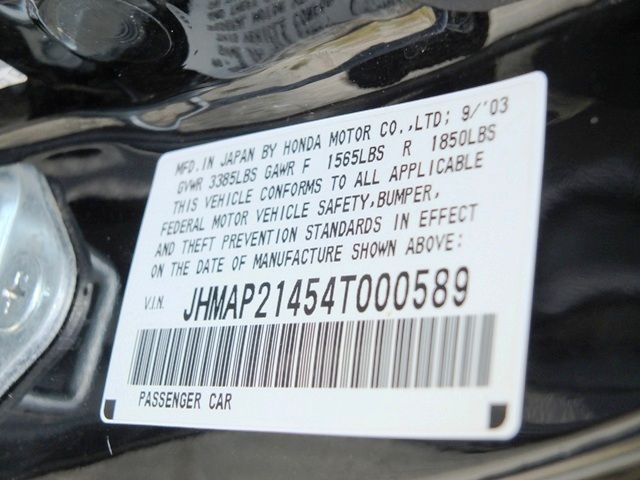 MFD. IN JAPAN BY HONDA MOTOR CO.,LTD; 9/'03
GVWR 3385LBS GAWR F 1565LBS R 1850LBS
THIS VEHICLE CONFORMS TO ALL APPLICABLE
FEDERAL MOTOR VEHICLE SAFETY,BUMPER,
AND THEFT PREVENTION STANDARDS IN EFFECT
ON THE DATE OF MANUFACTURE SHOWN ABOVE:
V.I.N. JHMAP21454T000589
PASSENGER CAR